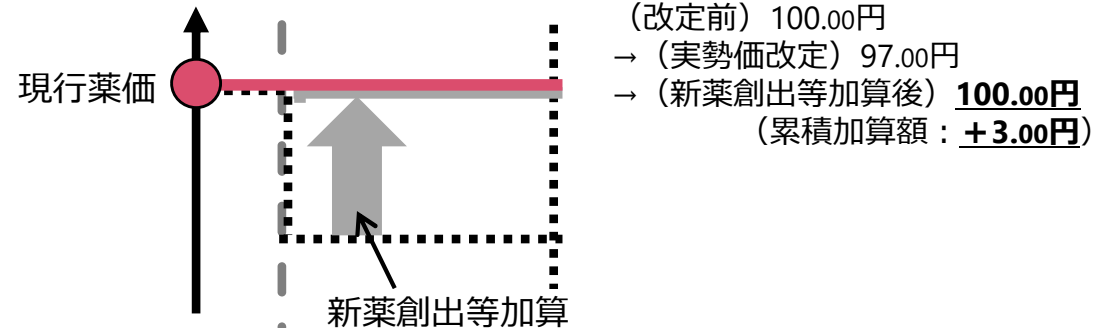 （改定前）100.00円
→（実勢価改定）97.00円
→（新薬創出等加算後）100.00円
（累積加算額：＋3.00円）
現行薬価
新薬創出等加算